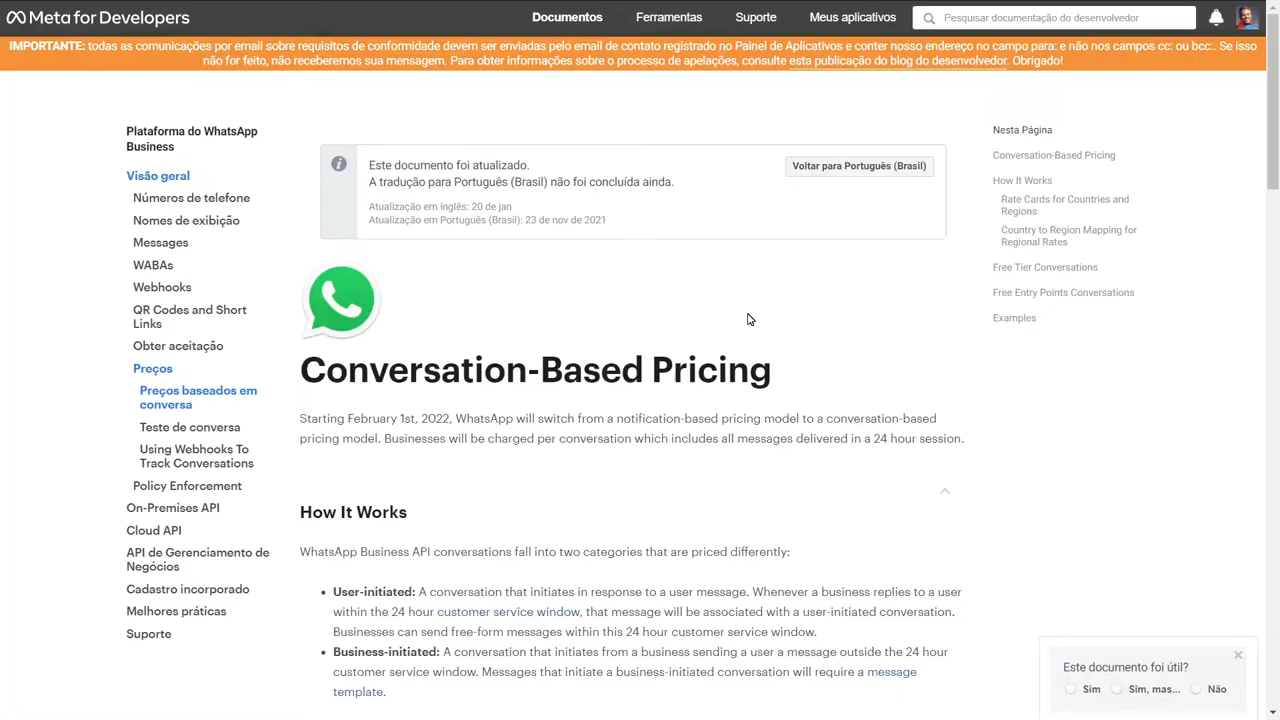 Meta for Developers
Documentos
Ferramentas
Suporte
Meus aplicativos
Pesquisar documentação do desenvolvedor
IMPORTANTE: todas as comunicações por email sobre requisitos de conformidade devem ser enviadas pelo email de contato registrado no Painel de Aplicativos e conter nosso endereço no campo para: e não nos campos cc: ou bcc:. Se isso
não for feito, não receberemos sua mensagem. Para obter informações sobre o processo de apelações, consulte esta publicação do blog do desenvolvedor. Obrigado!
Plataforma do WhatsApp
Business
Visão geral
Números de telefone
Nomes de exibição
Messages
WABAs
Webhooks
QR Codes and Short
Links
Obter aceitação
Preços
Preços baseados em
conversa
Teste de conversa
Using Webhooks To
Track Conversations
Policy Enforcement
On-Premises API
Cloud API
API de Gerenciamento de
Negócios
Cadastro incorporado
Melhores práticas
Suporte
Este documento foi atualizado.
A tradução para Português (Brasil) não foi concluída ainda.
Atualização em inglês: 20 de jan
Atualização em Português (Brasil): 23 de nov de 2021
Voltar para Português (Brasil)
Conversation-Based Pricing
Starting February 1st, 2022, WhatsApp will switch from a notification-based pricing model to a conversation-based
pricing model. Businesses will be charged per conversation which includes all messages delivered in a 24 hour session.
How It Works
WhatsApp Business API conversations fall into two categories that are priced differently:
• User-initiated: A conversation that initiates in response to a user message. Whenever a business replies to a user
within the 24 hour customer service window, that message will be associated with a user-initiated conversation.
Businesses can send free-form messages within this 24 hour customer service window.
• Business-initiated: A conversation that initiates from a business sending a user a message outside the 24 hour
customer service window. Messages that initiate a business-initiated conversation will require a message
template.
Nesta Página
Conversation-Based Pricing
How It Works
Rate Cards for Countries and
Regions
Country to Region Mapping for
Regional Rates
Free Tier Conversations
Free Entry Points Conversations
Examples
Este documento foi útil?
Sim
Sim, mas...
Não